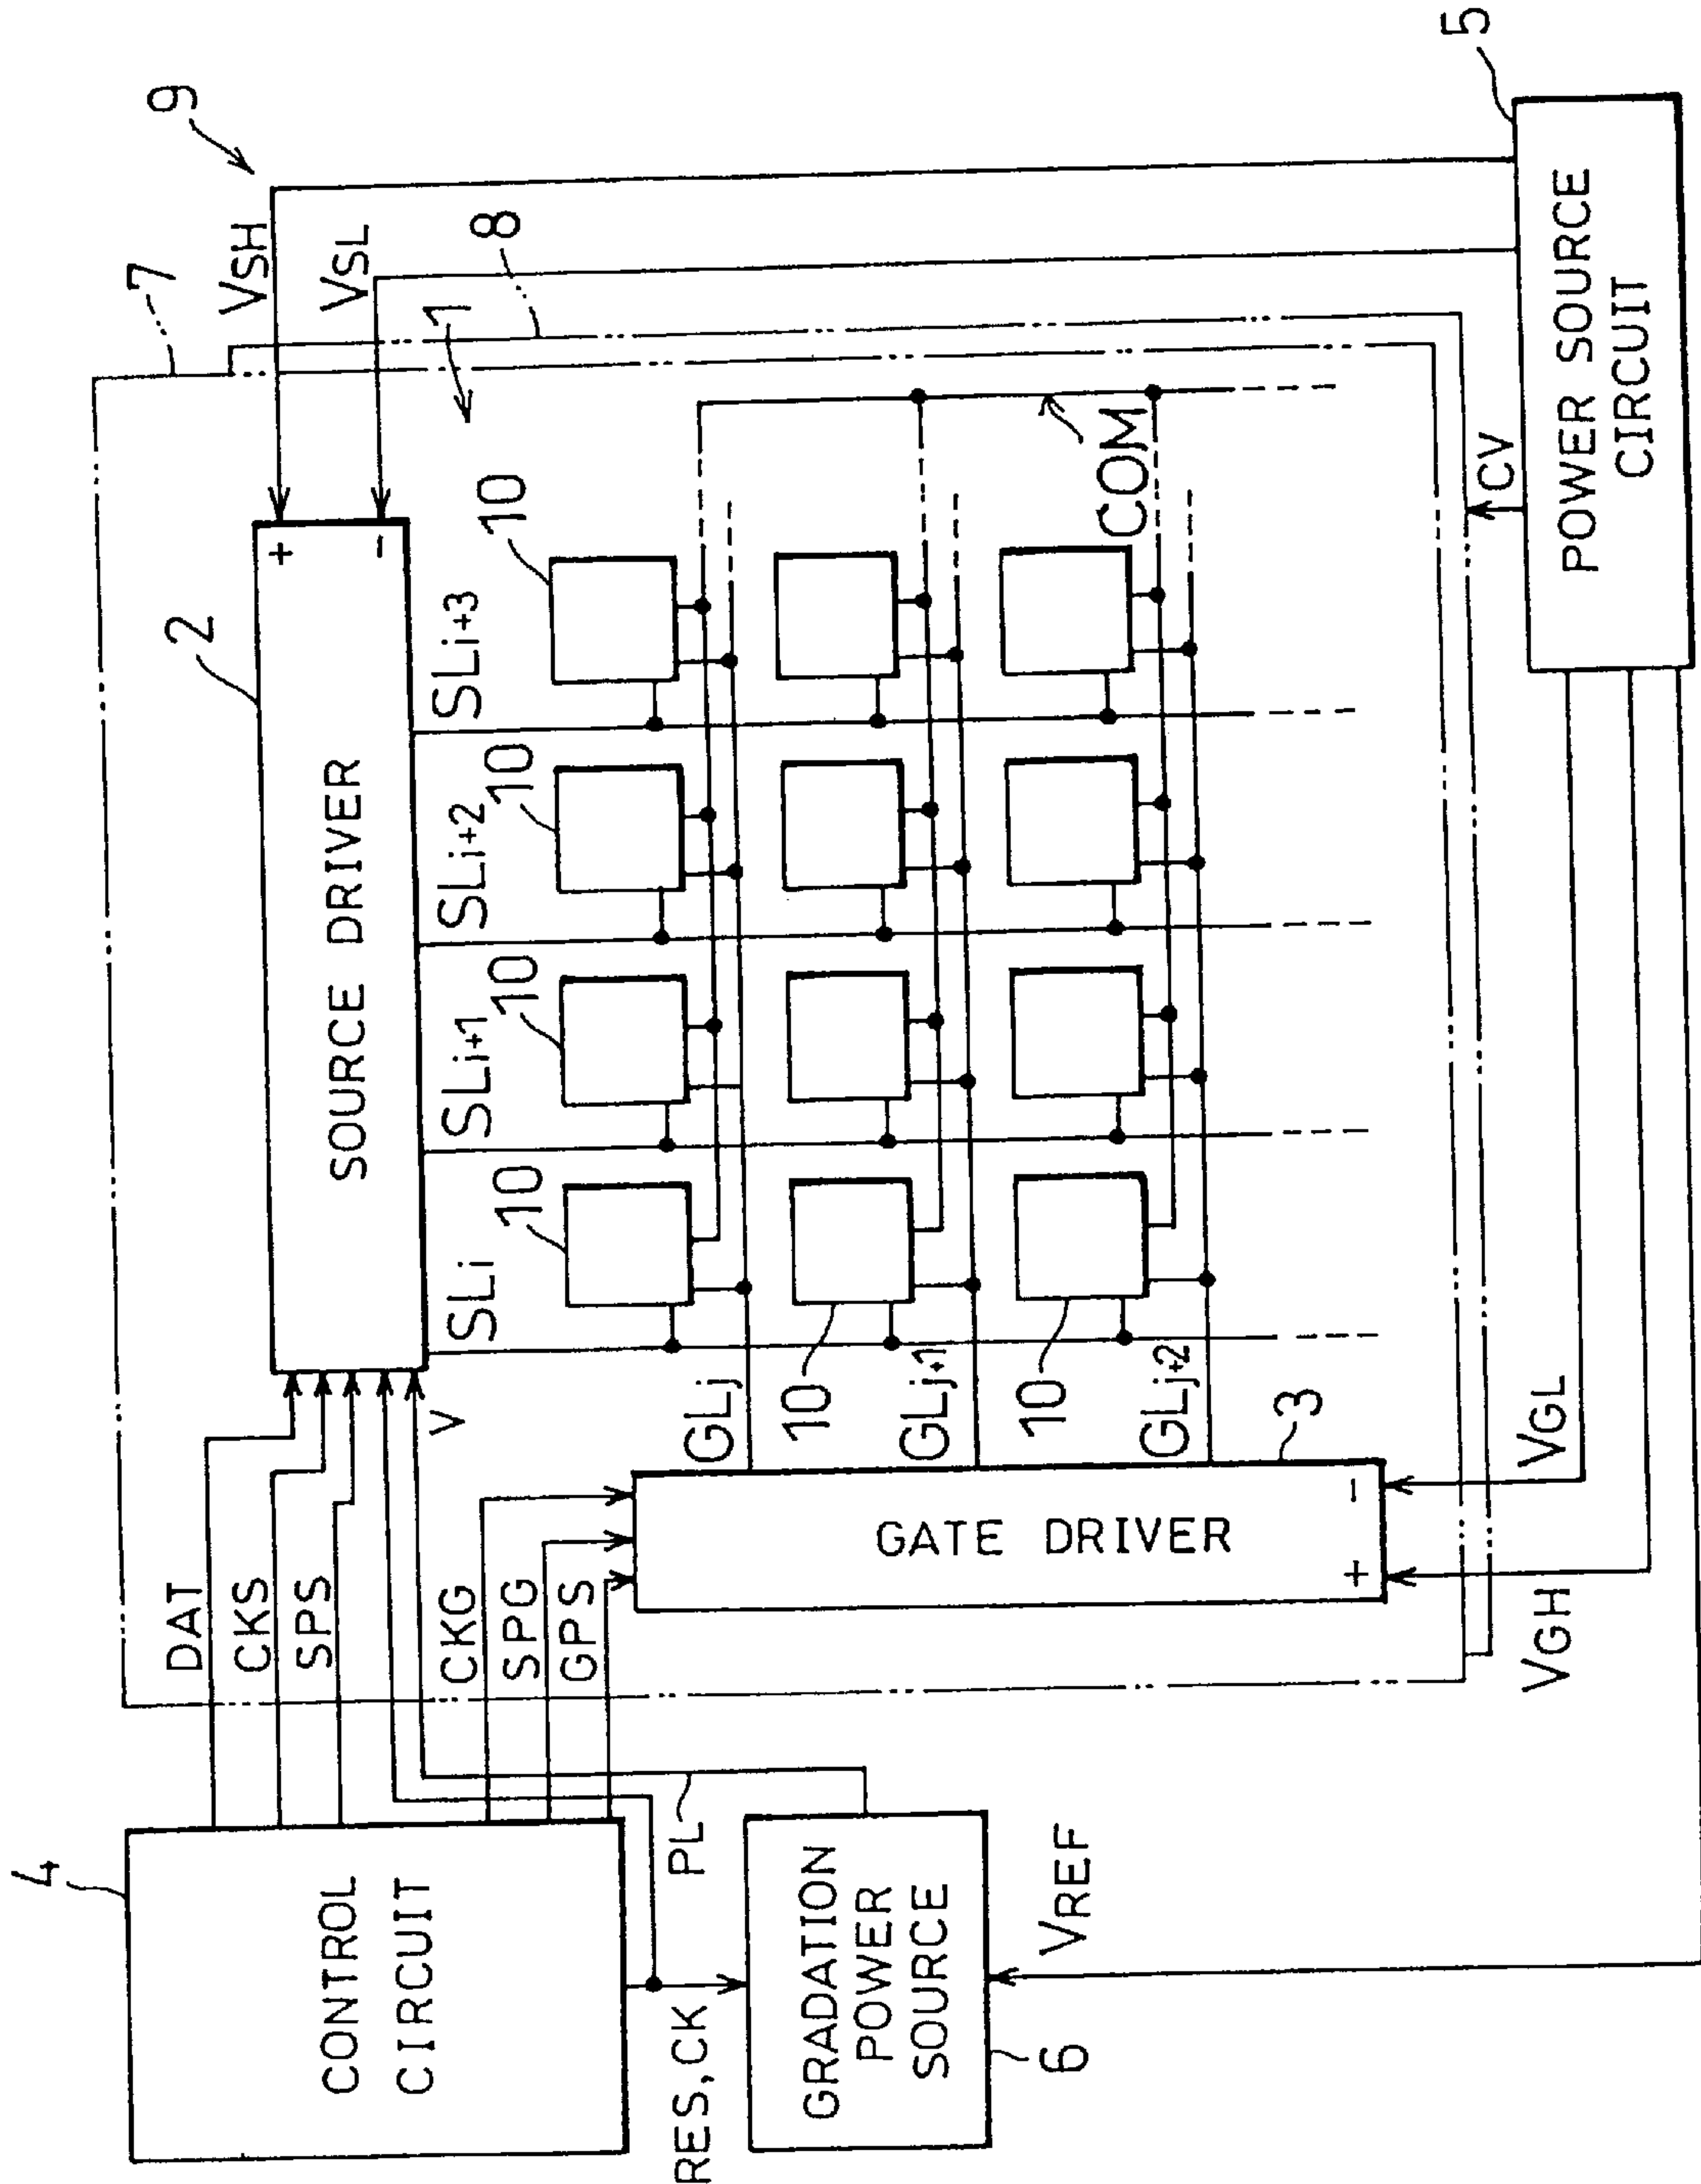 9
7
VSH
VSL
8
1
2
SOURCE DRIVER
+
-
DAT
CKS
SPS
V
SLi
SLi+1
SLi+2
SLi+3
10
10
10
10
4
CONTROL
CIRCUIT
CKG
SPG
GPS
GLj
10
GLj+1
10
GLj+2
COM
PL
RES,CK
GATE DRIVER
3
+
-
GRADATION
POWER
SOURCE
6
VREF
VGH
VGL
CV
5
POWER SOURCE
CIRCUIT